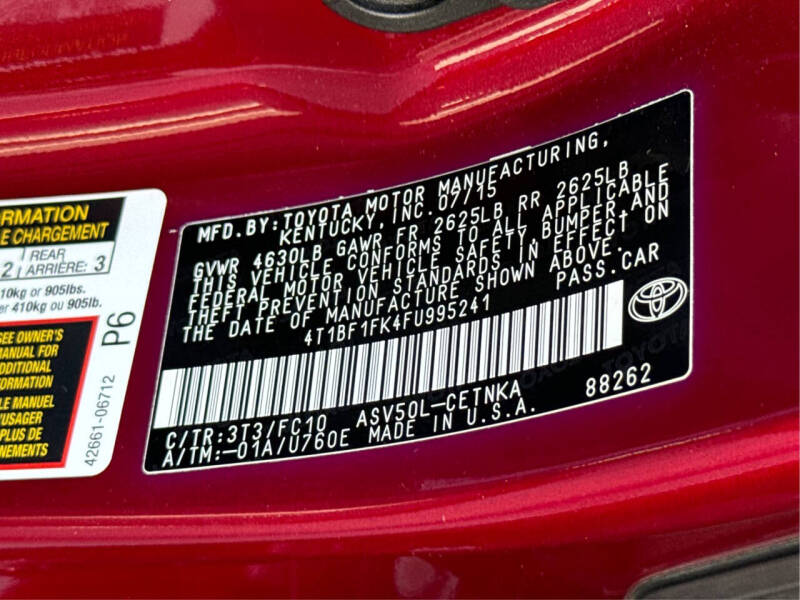 RMATION
E CHARGEMENT
2 REAR
ARRIÈRE: 3
10kg or 905lbs.
er 410kg ou 905lb.
SEE OWNER'S
MANUAL FOR
ADDITIONAL
NFORMATION
LE MANUEL
'USAGER
PLUS DE
NEMENTS
P6
42661-06712
MFD.BY:TOYOTA MOTOR MANUFACTURING,
KENTUCKY, INC. 07/15
GVWR 4630LB GAWR FR 2625LB RR 2625LB
THIS VEHICLE CONFORMS TO ALL APPLICABLE
FEDERAL MOTOR VEHICLE SAFETY, BUMPER, AND
THEFT PREVENTION STANDARDS IN EFFECT ON
THE DATE OF MANUFACTURE SHOWN ABOVE.
4T1BF1FK4FU995241 PASS.CAR
C/TR:3T3/FC10 ASV50L-CETNKA 88262
A/TM:-01A/U760E MADE IN U.S.A.